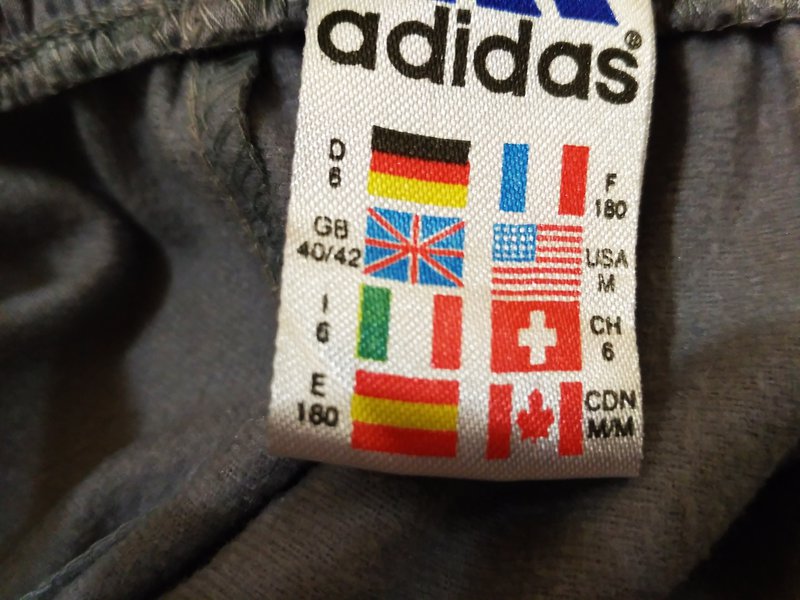 adidas®
D
6
F
180
GB
40/42
USA
M
I
6
CH
6
E
180
CDN
M/M